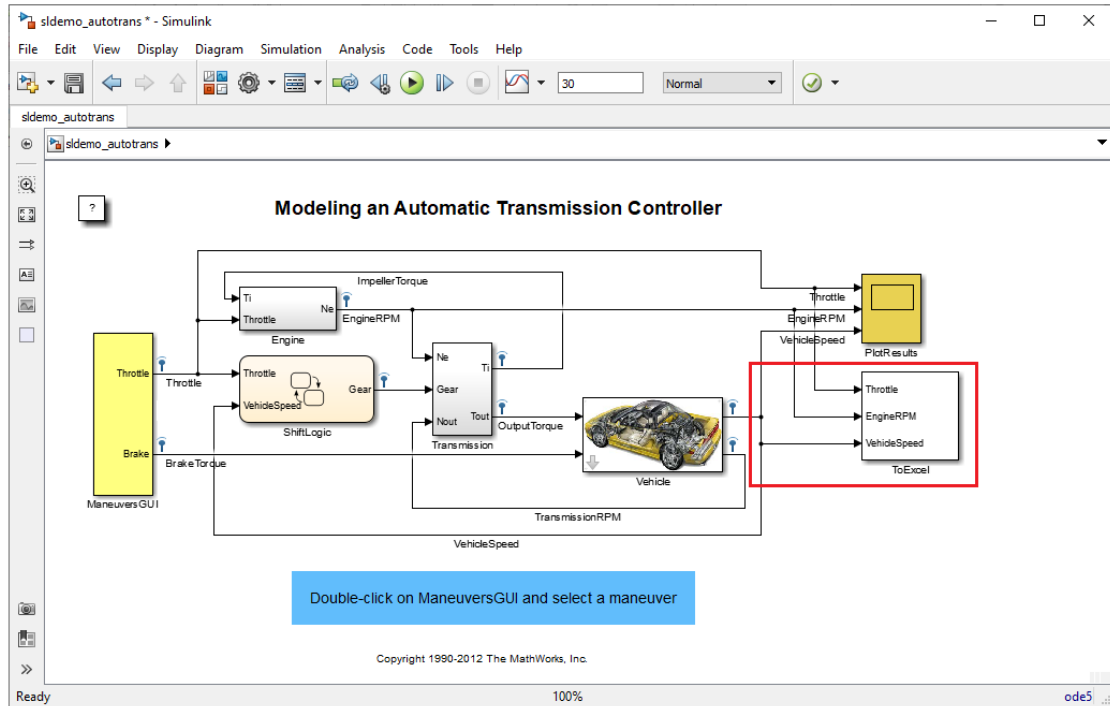 sldemo_autotrans * - Simulink
File Edit View Display Diagram Simulation Analysis Code Tools Help
30 Normal
sldemo_autotrans
sldemo_autotrans
?
Modeling an Automatic Transmission Controller
ImpellerTorque
Ti
Ne
Throttle
EngineRPM
Engine
Throttle
EngineRPM
VehicleSpeed
PlotResults
Throttle
Throttle
Throttle
VehicleSpeed
Gear
ShiftLogic
Ne
Ti
Gear
Tout
Nout
OutputTorque
Transmission
Throttle
EngineRPM
VehicleSpeed
ToExcel
Brake
BrakeTorque
ManeuversGUI
Vehicle
TransmissionRPM
VehicleSpeed
Double-click on ManeuversGUI and select a maneuver
Copyright 1990-2012 The MathWorks, Inc.
Ready 100% ode5